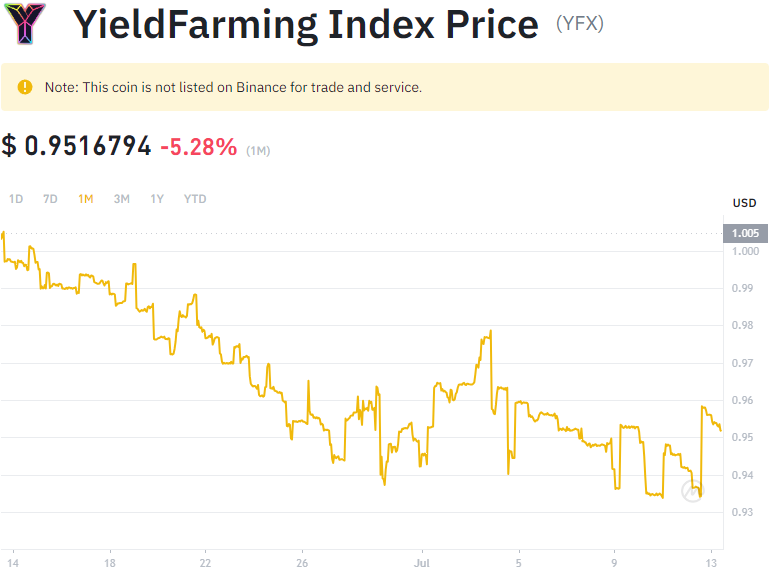 YieldFarming Index Price (YFX)
Note: This coin is not listed on Binance for trade and service.
$ 0.9516794 -5.28% (1M)
1D 7D 1M 3M 1Y YTD
USD
1.005
1.000
0.99
0.98
0.97
0.96
0.95
0.94
0.93
14 18 22 26 Jul 5 9 13